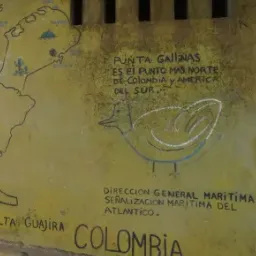 PUNTA GALLINAS
ES EL PUNTO MAS NORTE
DE COLOMBIA Y AMERICA
DEL SUR.
DIRECCION GENERAL MARITIMA
SEÑALIZACION MARITIMA DEL
ATLANTICO.
ALTA GUAJIRA
COLOMBIA